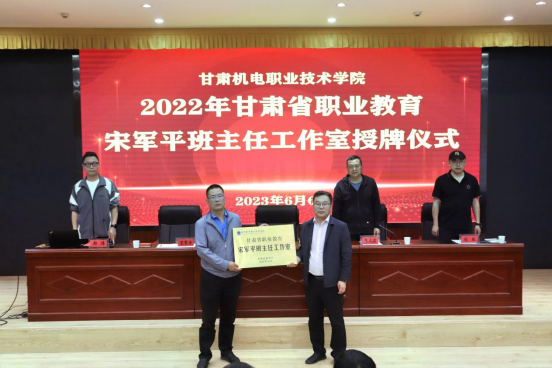 甘肃机电职业技术学院
2022年甘肃省职业教育
宋军平班主任工作室授牌仪式
2023年6月6
甘肃省职业教育
宋军平班主任工作室